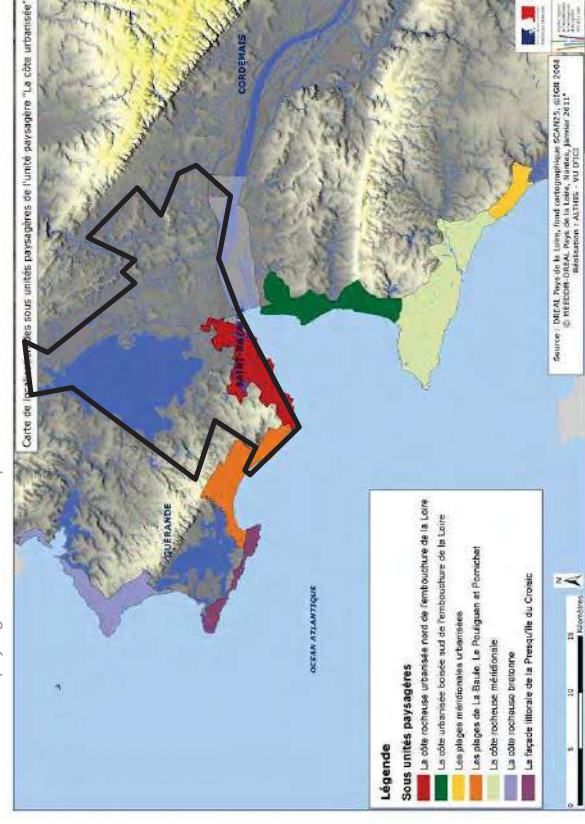 Carte de localisation des sous unités paysagères de l'unité paysagère "La côte urbanisée"
CORDEMAIS
SAINT-NAZAIRE
GUÉRANDE
OCEAN ATLANTIQUE
Légende
Sous unités paysagères
La côte rocheuse urbanisée nord de l'embouchure de la Loire
La côte urbanisée boisée sud de l'embouchure de la Loire
Les plages méridionales urbanisées
Les plages de La Baule, Le Pouliguen et Pornichet
La côte rocheuse méridionale
La côte rocheuse bretonne
La façade littorale de la Presqu'île du Croisic
N
0 5 10 15
Kilomètres
Source : DREAL Pays de la Loire, fond cartographique SCAN25, ©IGN 2008
© MEEDDM-DREAL Pays de la Loire, Nantes, Janvier 2011"
Réalisation : ALTHIS - VU D'ICI